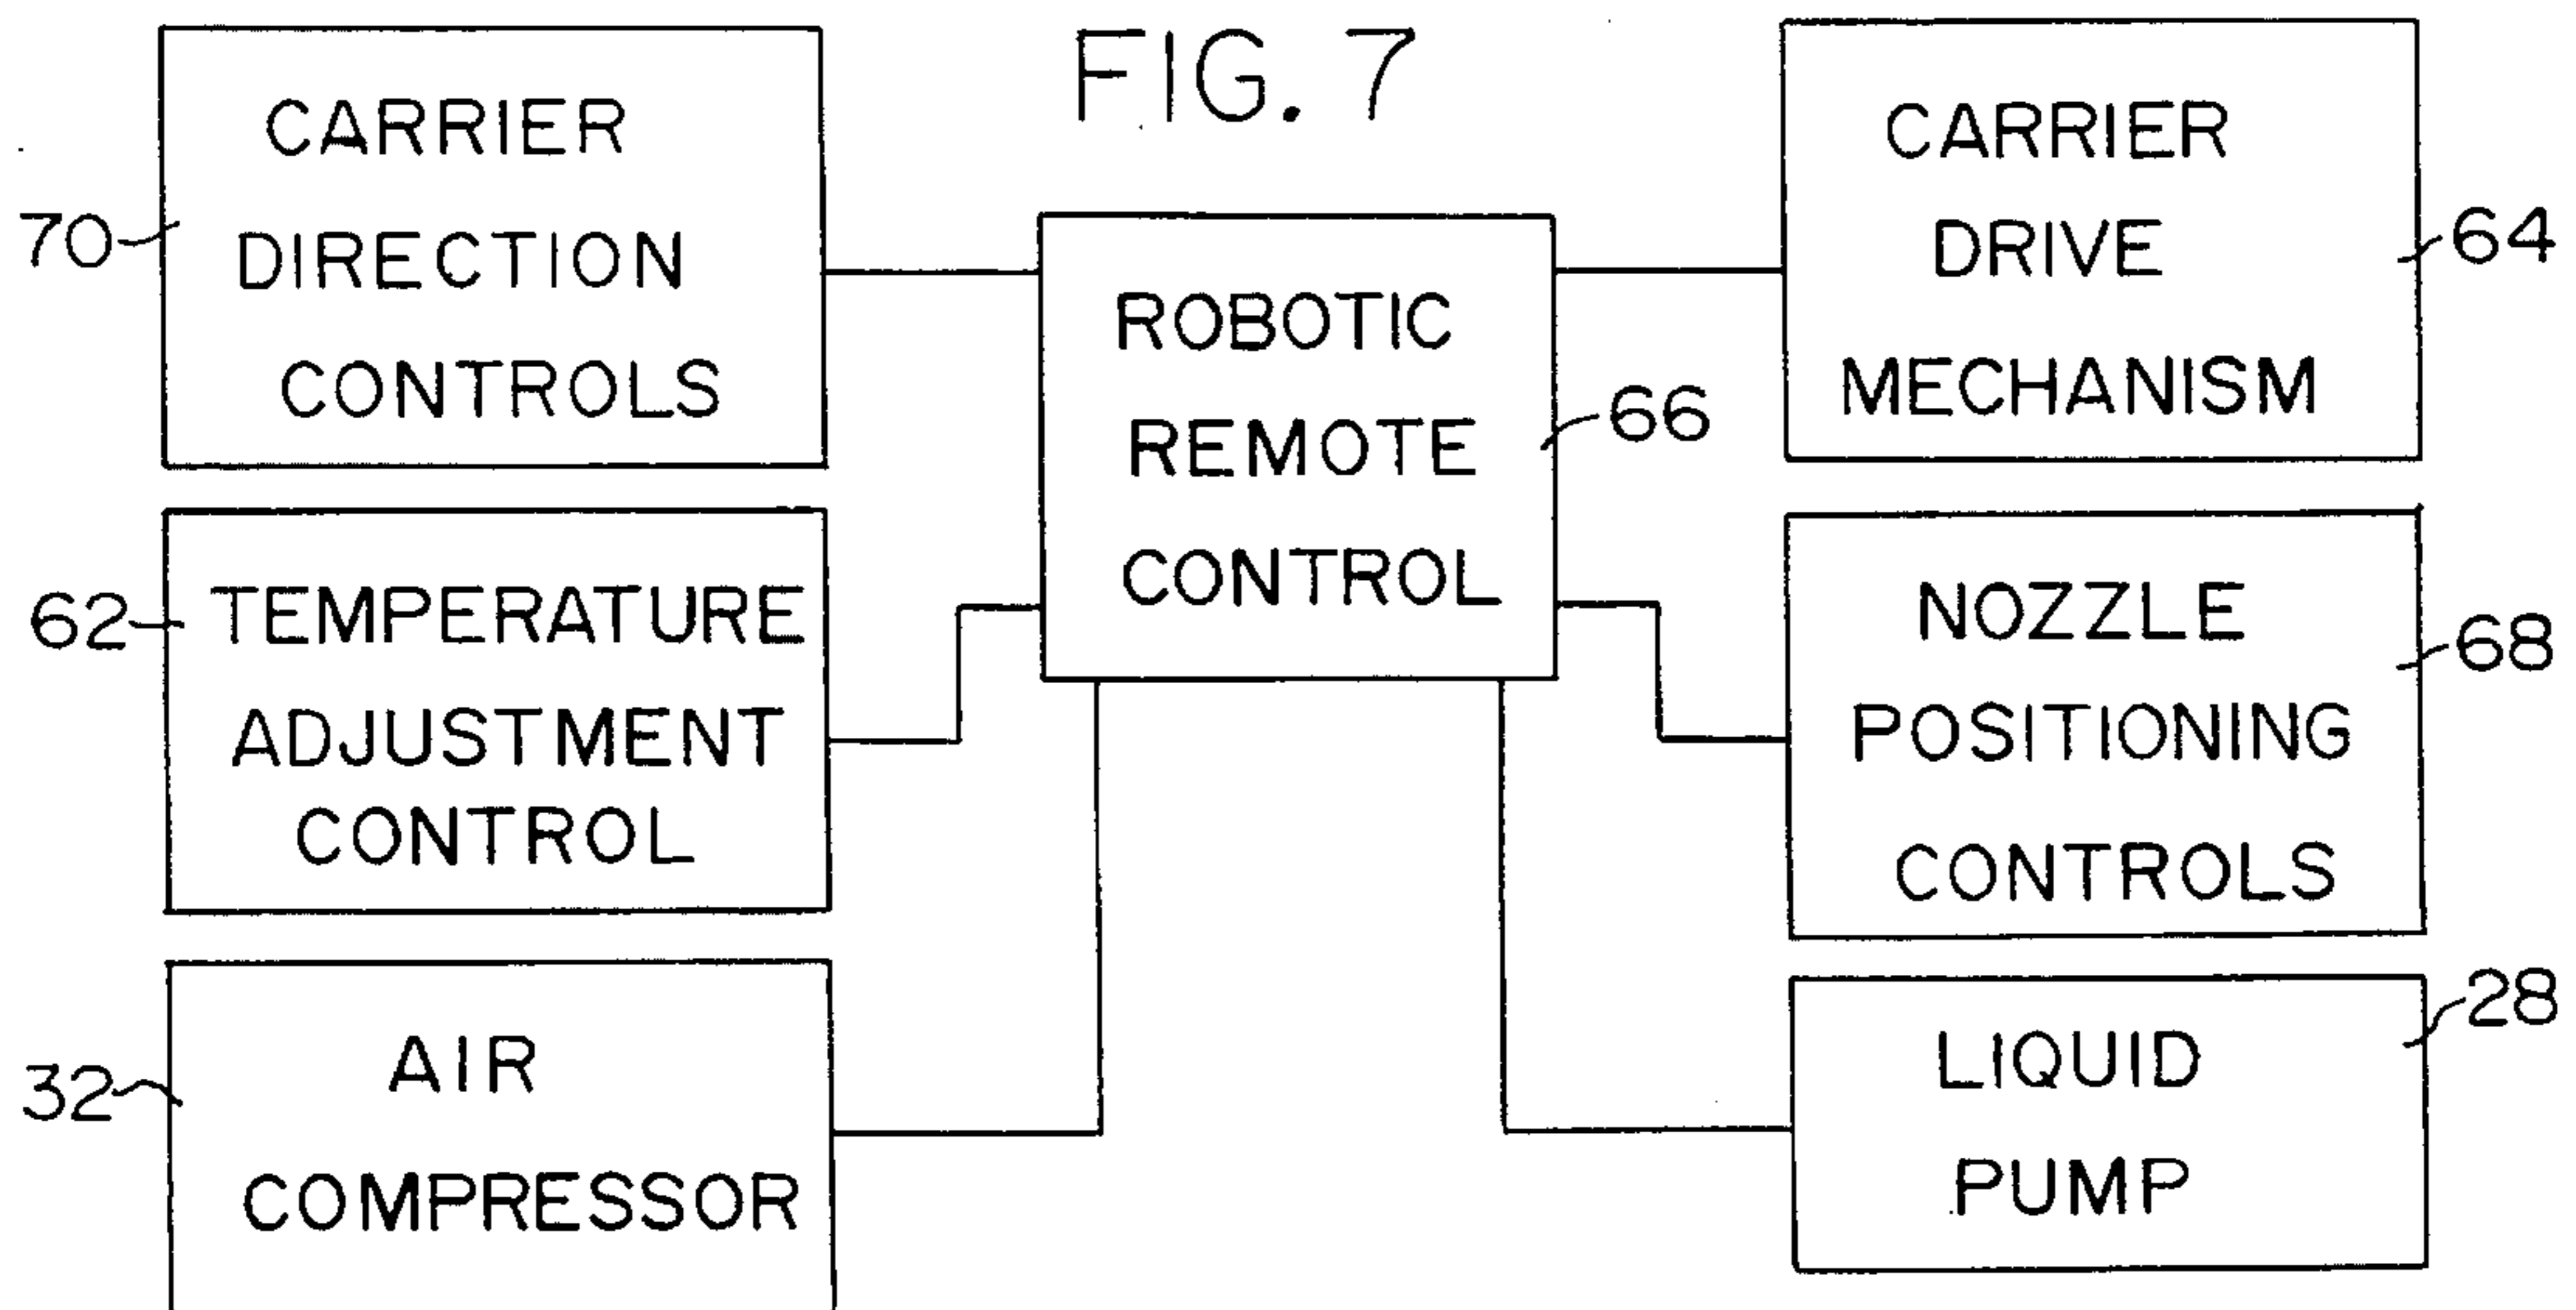 FIG. 7
CARRIER
DIRECTION
CONTROLS
70
TEMPERATURE
ADJUSTMENT
CONTROL
62
AIR
COMPRESSOR
32
ROBOTIC
REMOTE
CONTROL
66
CARRIER
DRIVE
MECHANISM
64
NOZZLE
POSITIONING
CONTROLS
68
LIQUID
PUMP
28